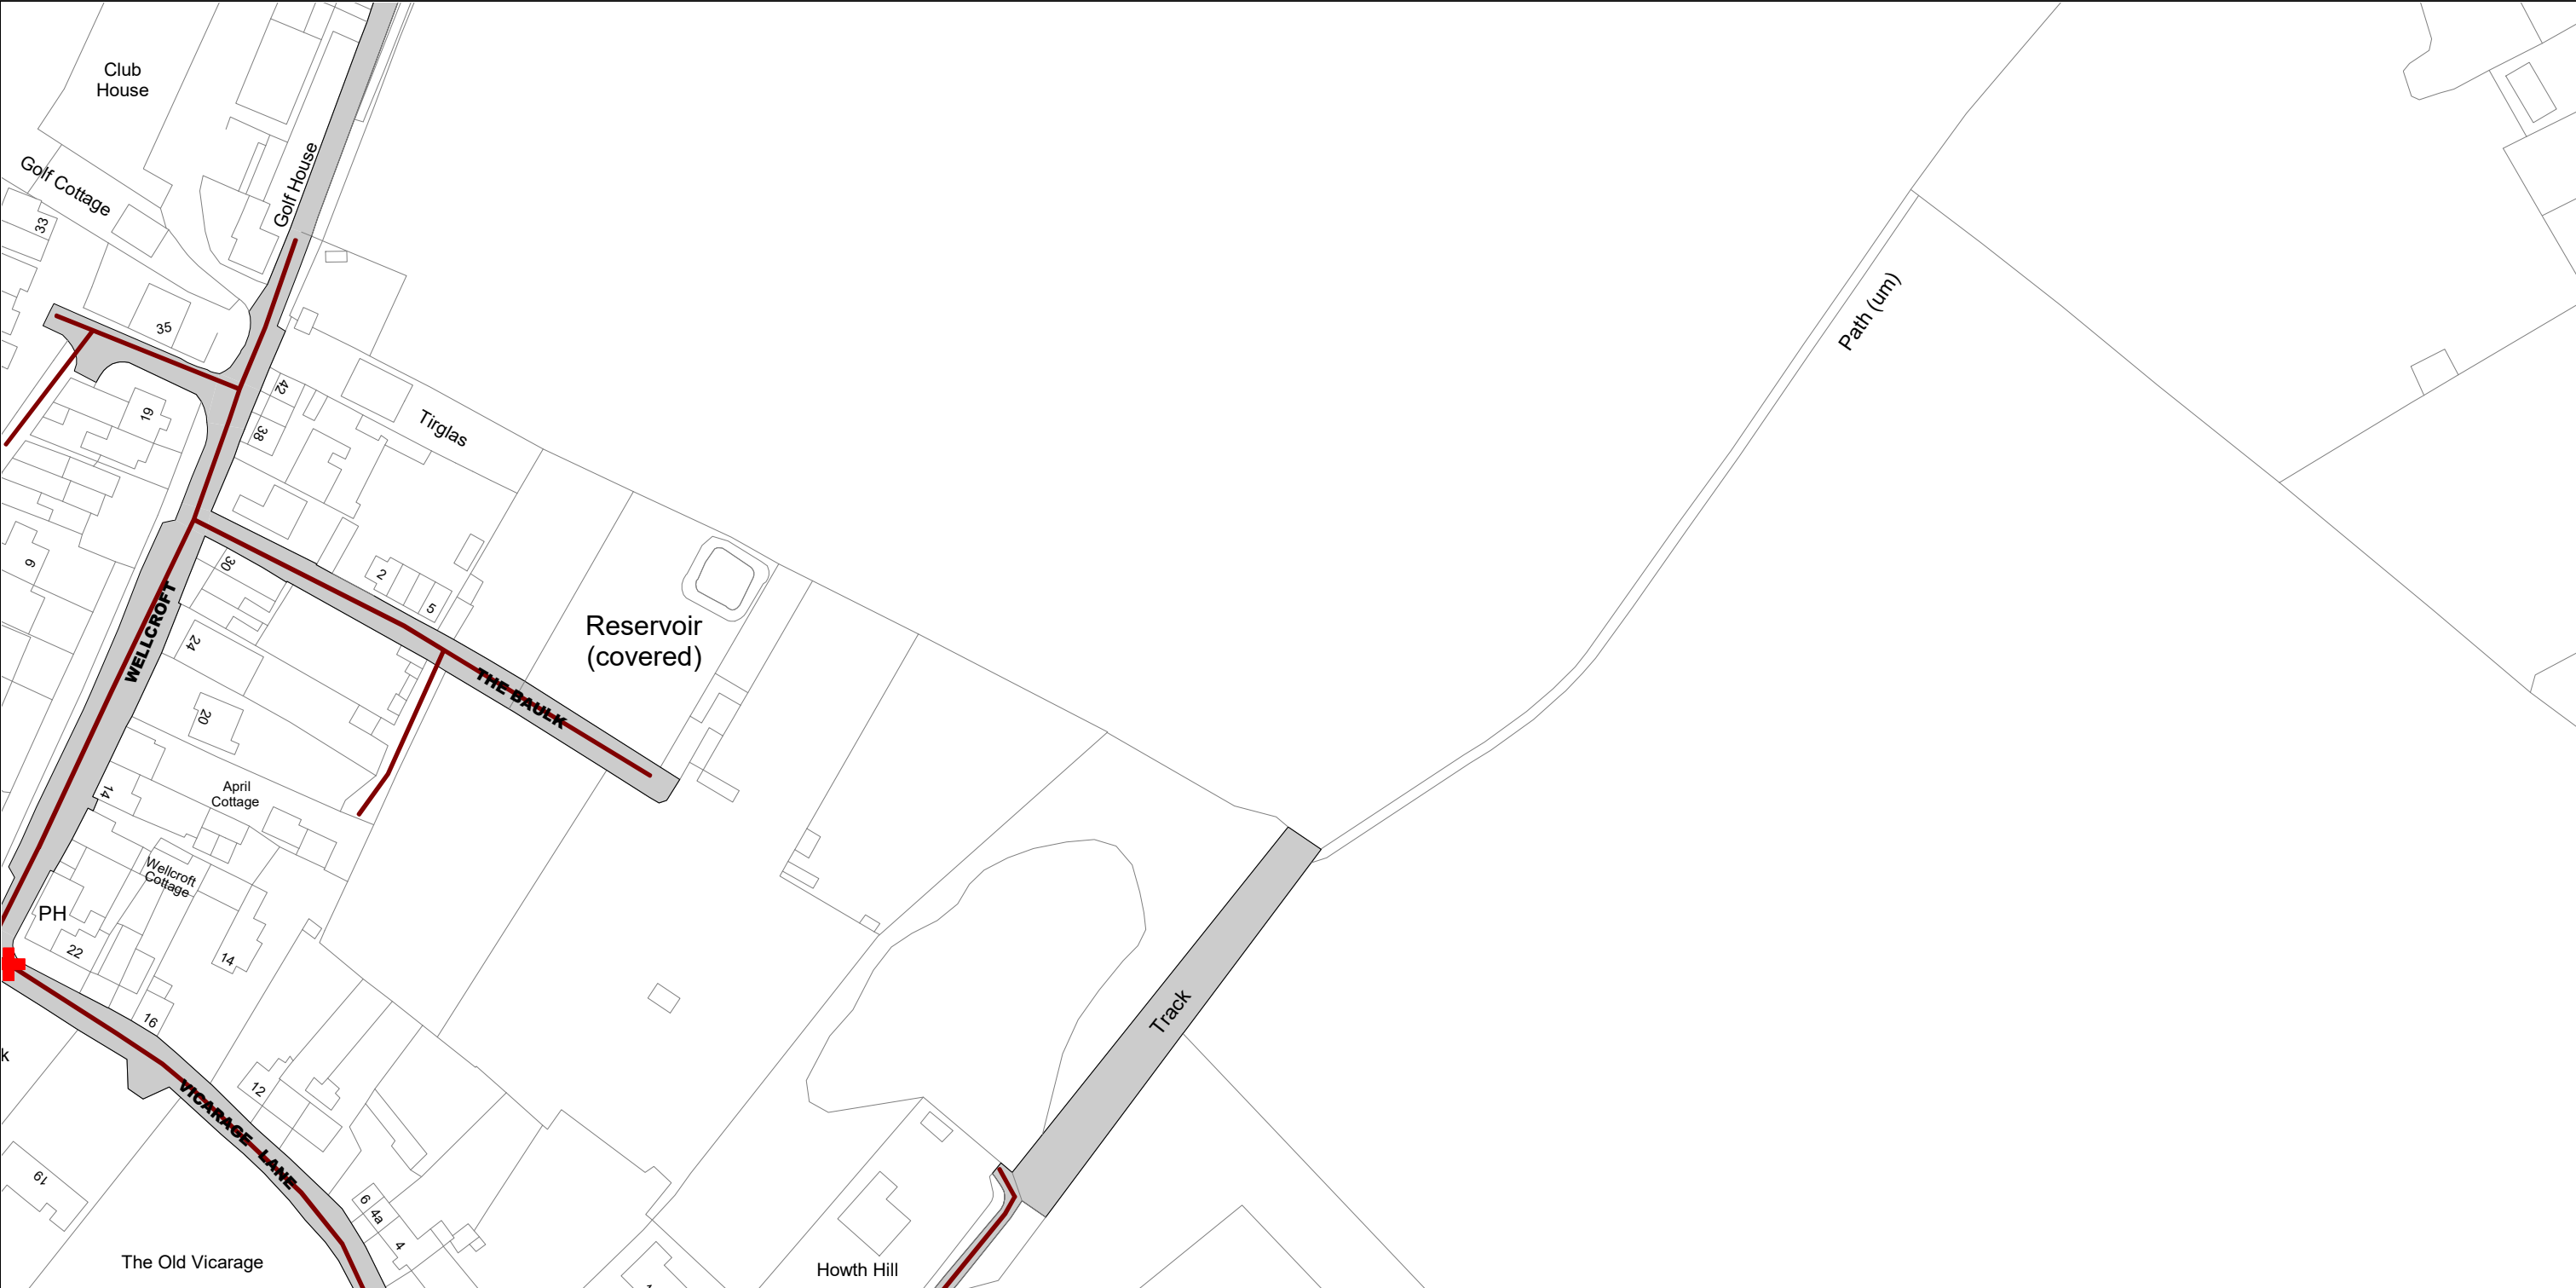 Club
House
Golf House
Golf Cottage
33
Path (um)
35
42
19
38
Tirglas
9
30
2
5
WELLCROFT
Reservoir
(covered)
24
THE BAULK
20
14
April
Cottage
Wellcroft
Cottage
PH
22
14
16
Track
k
12
VICARAGE LANE
19
6
4a
4
The Old Vicarage
Howth Hill